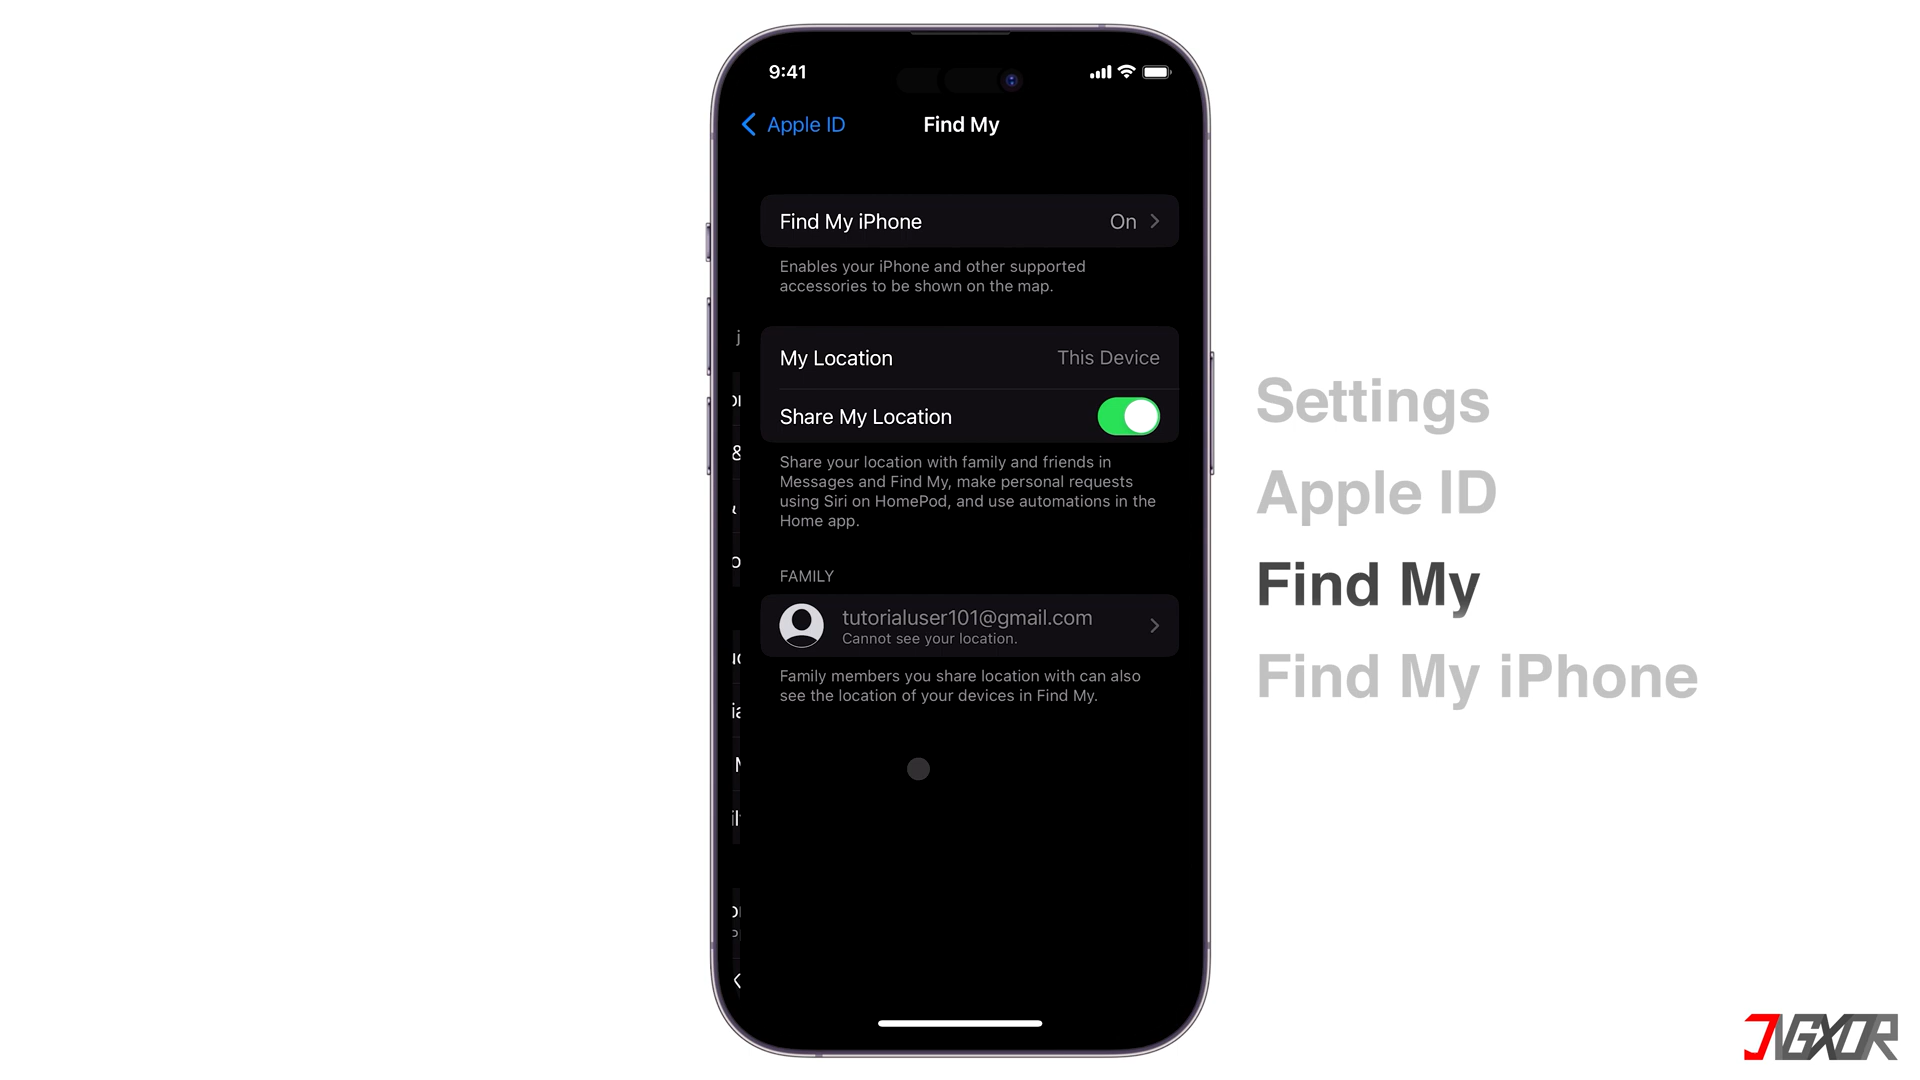 9:41
Apple ID
Find My
Find My iPhone On
Enables your iPhone and other supported
accessories to be shown on the map.
My Location This Device
Share My Location
Share your location with family and friends in
Messages and Find My, make personal requests
using Siri on HomePod, and use automations in the
Home app.
FAMILY
tutorialuser101@gmail.com
Cannot see your location.
Family members you share location with can also
see the location of your devices in Find My.
Settings
Apple ID
Find My
Find My iPhone
JVGXOR